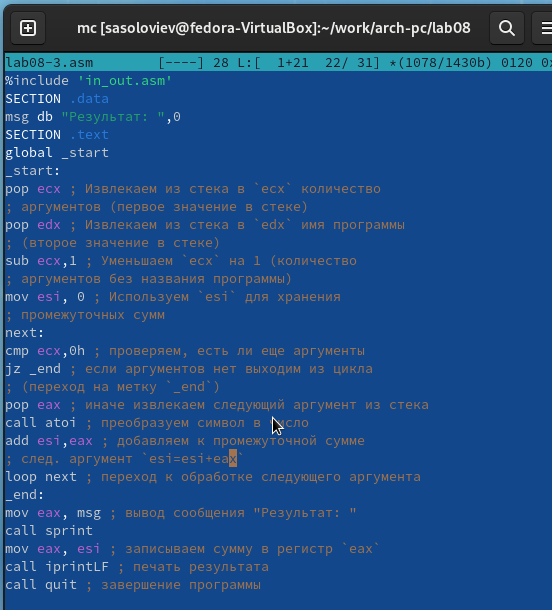 mc [sasoloviev@fedora-VirtualBox]:~/work/arch-pc/lab08
lab08-3.asm [----] 28 L:[ 1+21 22/ 31] *(1078/1430b) 0120 0x
%include 'in_out.asm'
SECTION .data
msg db "Результат: ",0
SECTION .text
global _start
_start:
pop ecx ; Извлекаем из стека в `ecx` количество
; аргументов (первое значение в стеке)
pop edx ; Извлекаем из стека в `edx` имя программы
; (второе значение в стеке)
sub ecx,1 ; Уменьшаем `ecx` на 1 (количество
; аргументов без названия программы)
mov esi, 0 ; Используем `esi` для хранения
; промежуточных сумм
next:
cmp ecx,0h ; проверяем, есть ли еще аргументы
jz _end ; если аргументов нет выходим из цикла
; (переход на метку `_end`)
pop eax ; иначе извлекаем следующий аргумент из стека
call atoi ; преобразуем символ в число
add esi,eax ; добавляем к промежуточной сумме
; след. аргумент `esi=esi+eax`
loop next ; переход к обработке следующего аргумента
_end:
mov eax, msg ; вывод сообщения "Результат: "
call sprint
mov eax, esi ; записываем сумму в регистр `eax`
call iprintLF ; печать результата
call quit ; завершение программы